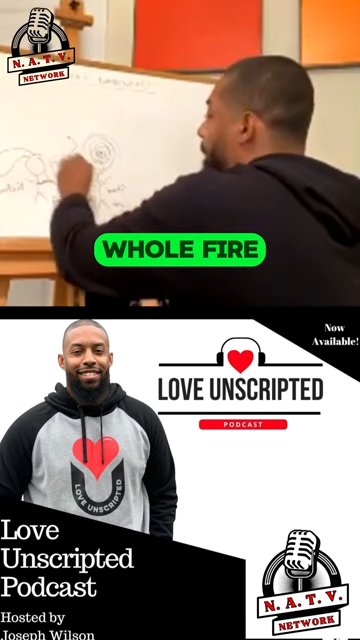 N. A. T. V.
NETWORK
WHOLE FIRE
Now
Available!
LOVE UNSCRIPTED
PODCAST
LOVE UNSCRIPTED
Love
Unscripted
Podcast
Hosted by
Joseph Wilson
N. A. T. V.
NETWORK